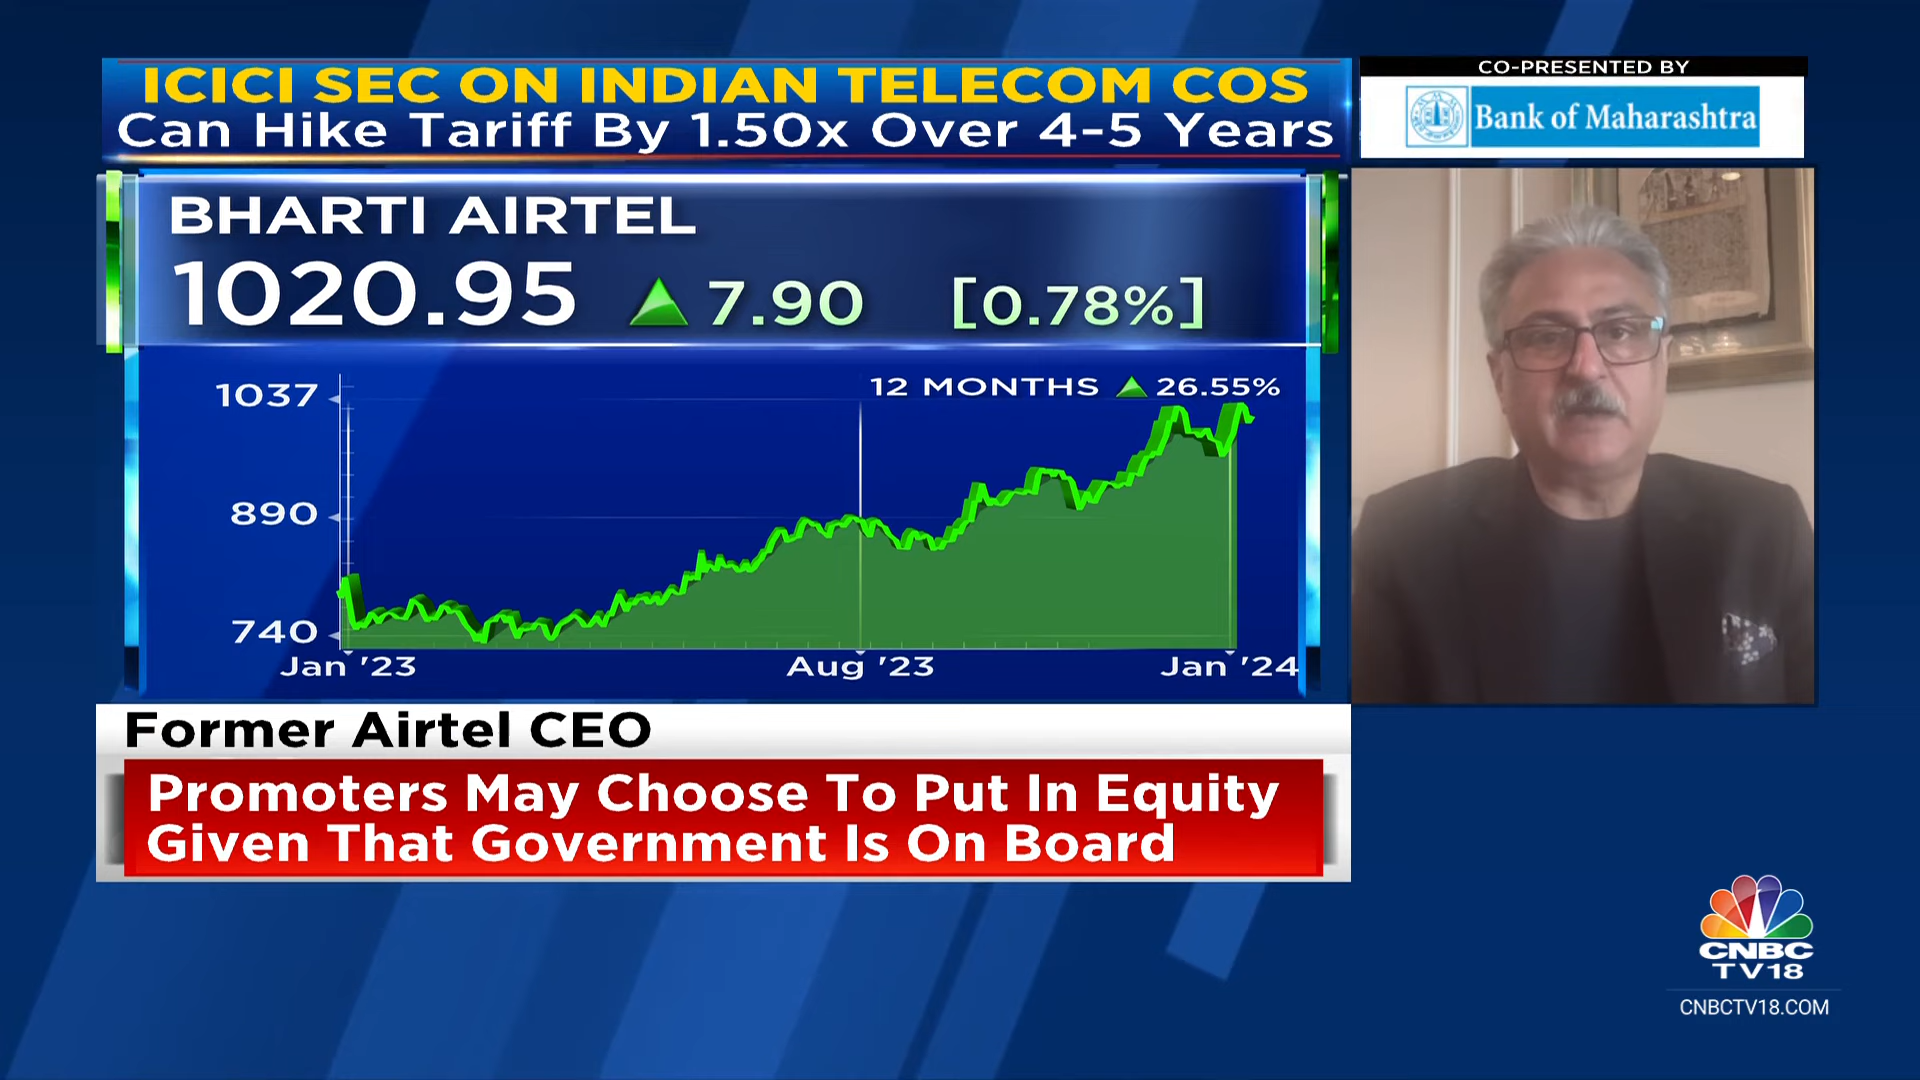 ICICI SEC ON INDIAN TELECOM COS
Can Hike Tariff By 1.50x Over 4-5 Years
CO-PRESENTED BY
Bank of Maharashtra
BHARTI AIRTEL
1020.95 ▲ 7.90 [0.78%]
12 MONTHS ▲ 26.55%
1037
890
740
Jan '23 Aug '23 Jan '24
Former Airtel CEO
Promoters May Choose To Put In Equity
Given That Government Is On Board
CNBC
TV18
CNBCTV18.COM